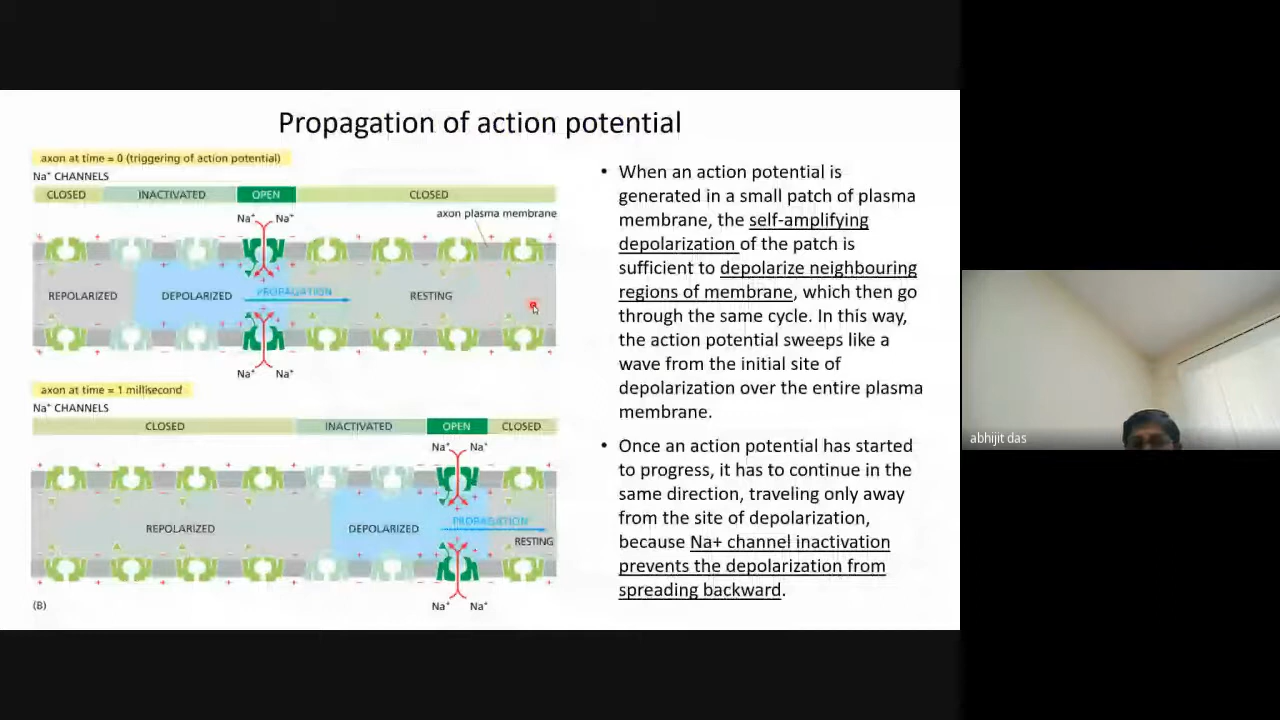 Propagation of action potential
axon at time = 0 (triggering of action potential)
Na⁺ CHANNELS
CLOSED INACTIVATED OPEN CLOSED
Na⁺ Na⁺
axon plasma membrane
REPOLARIZED DEPOLARIZED PROPAGATION RESTING
Na⁺ Na⁺
axon at time = 1 millisecond
Na⁺ CHANNELS
CLOSED INACTIVATED OPEN CLOSED
Na⁺ Na⁺
REPOLARIZED DEPOLARIZED PROPAGATION
RESTING
Na⁺ Na⁺
(B)
• When an action potential is
generated in a small patch of plasma
membrane, the self-amplifying
depolarization of the patch is
sufficient to depolarize neighbouring
regions of membrane, which then go
through the same cycle. In this way,
the action potential sweeps like a
wave from the initial site of
depolarization over the entire plasma
membrane.
• Once an action potential has started
to progress, it has to continue in the
same direction, traveling only away
from the site of depolarization,
because Na+ channel inactivation
prevents the depolarization from
spreading backward.
abhijit das